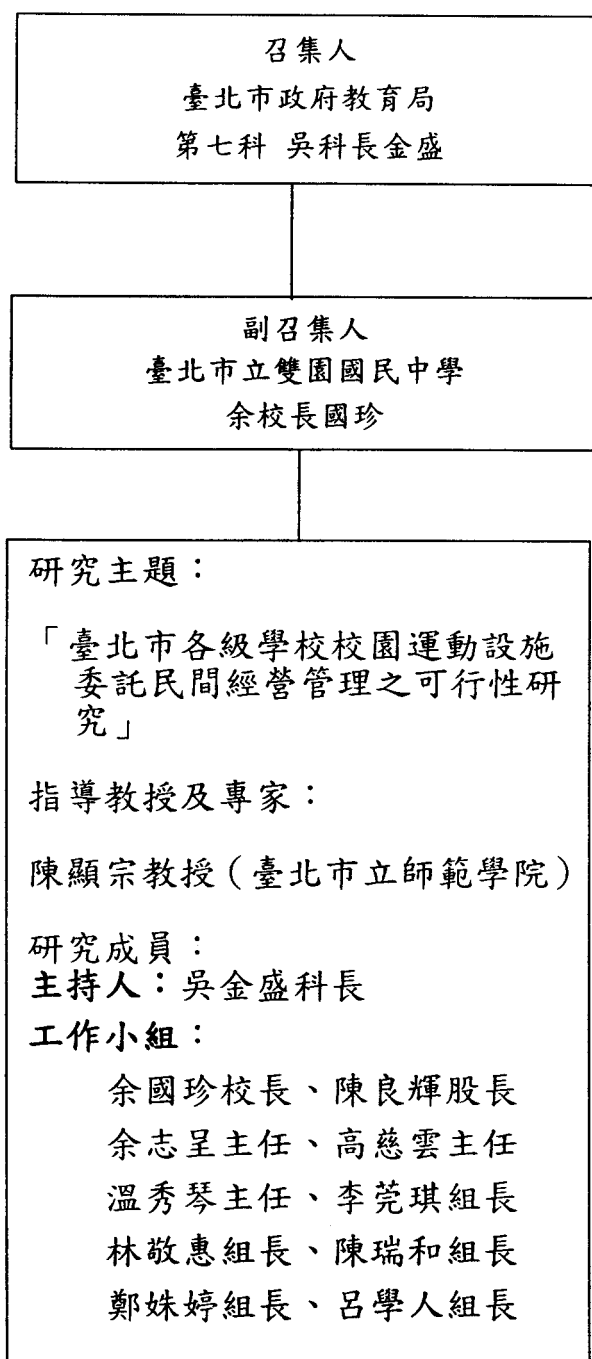 召集人
臺北市政府教育局
第七科 吳科長金盛
副召集人
臺北市立雙園國民中學
余校長國珍
研究主題：
「臺北市各級學校校園運動設施
委託民間經營管理之可行性研
究」
指導教授及專家：
陳顯宗教授（臺北市立師範學院）
研究成員：
主持人：吳金盛科長
工作小組：
余國珍校長、陳良輝股長
余志呈主任、高慈雲主任
溫秀琴主任、李莞琪組長
林敬惠組長、陳瑞和組長
鄭姝婷組長、呂學人組長